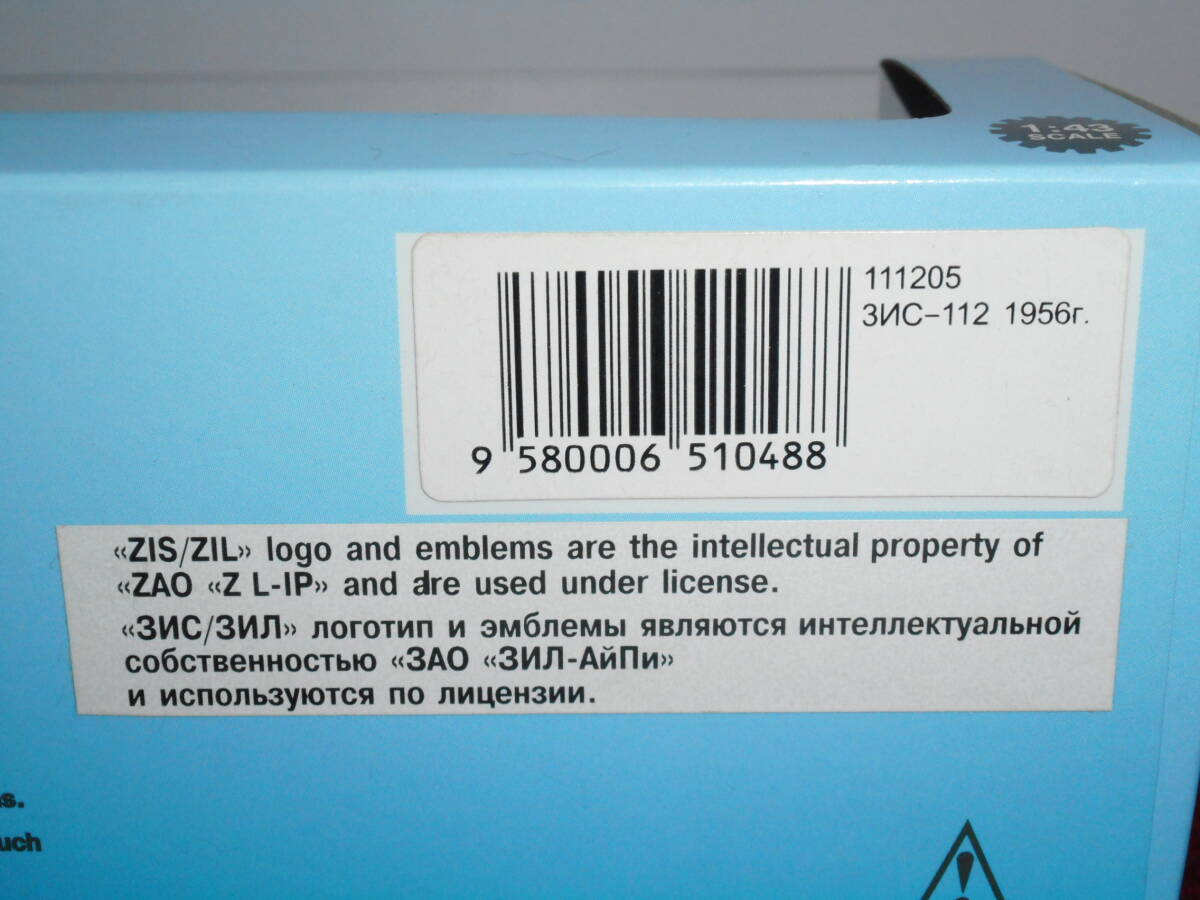 1:43
SCALE
111205
ЗИС-112 1956г.
9 580006 510488
«ZIS/ZIL» logo and emblems are the intellectual property of
«ZAO «Z L-IP» and are used under license.
«ЗИС/ЗИЛ» логотип и эмблемы являются интеллектуальной
собственностью «ЗАО «ЗИЛ-АйПи»
и используются по лицензии.